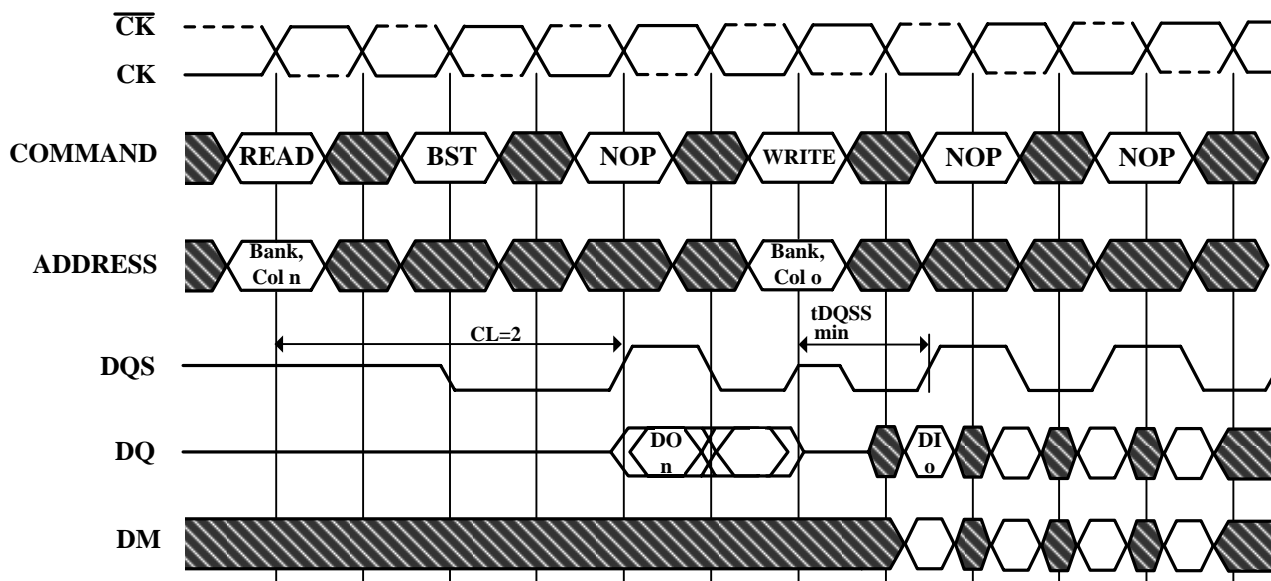 CK
CK
COMMAND
READ
BST
NOP
WRITE
NOP
NOP
ADDRESS
Bank,
Col n
Bank,
Col o
CL=2
tDQSS
min
DQS
DQ
DO
n
DI
o
DM